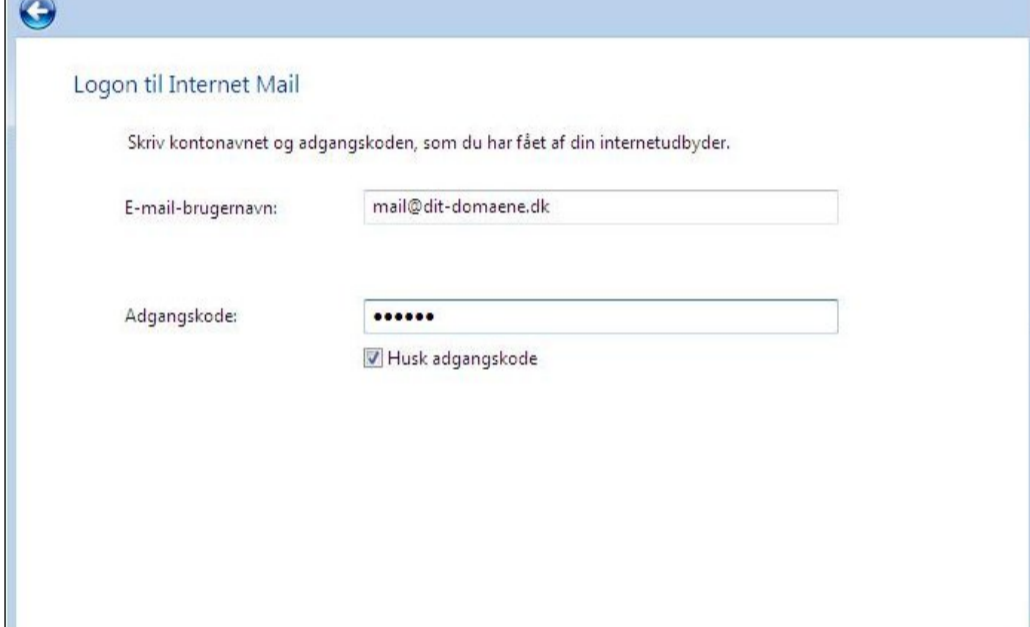 Logon til Internet Mail
Skriv kontonavnet og adgangskoden, som du har fået af din internetudbyder.
E-mail-brugernavn: mail@dit-domaene.dk
Adgangskode: ••••••
Husk adgangskode